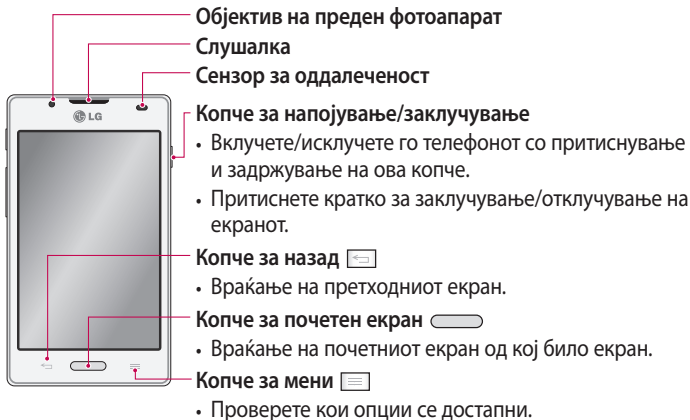 Објектив на преден фотоапарат
Слушалка
Сензор за оддалеченост
LG
Копче за напојување/заклучување
• Вклучете/исклучете го телефонот со притиснување
и задржување на ова копче.
• Притиснете кратко за заклучување/отклучување на
екранот.
Копче за назад
• Враќање на претходниот екран.
Копче за почетен екран
• Враќање на почетниот екран од кој било екран.
Копче за мени
• Проверете кои опции се достапни.